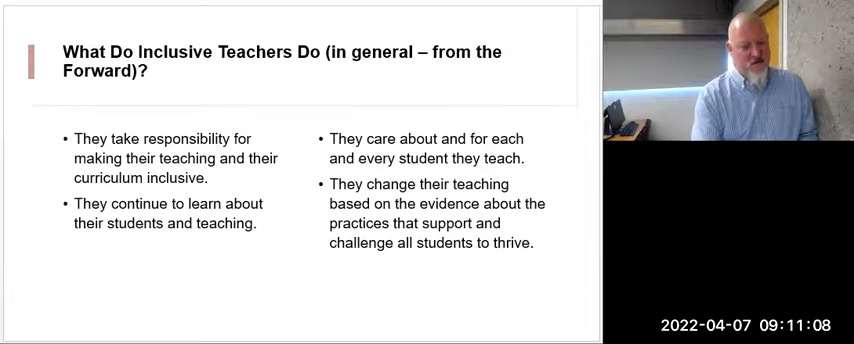 What Do Inclusive Teachers Do (in general – from the
Forward)?
• They take responsibility for
making their teaching and their
curriculum inclusive.
• They continue to learn about
their students and teaching.
• They care about and for each
and every student they teach.
• They change their teaching
based on the evidence about the
practices that support and
challenge all students to thrive.
2022-04-07 09:11:08